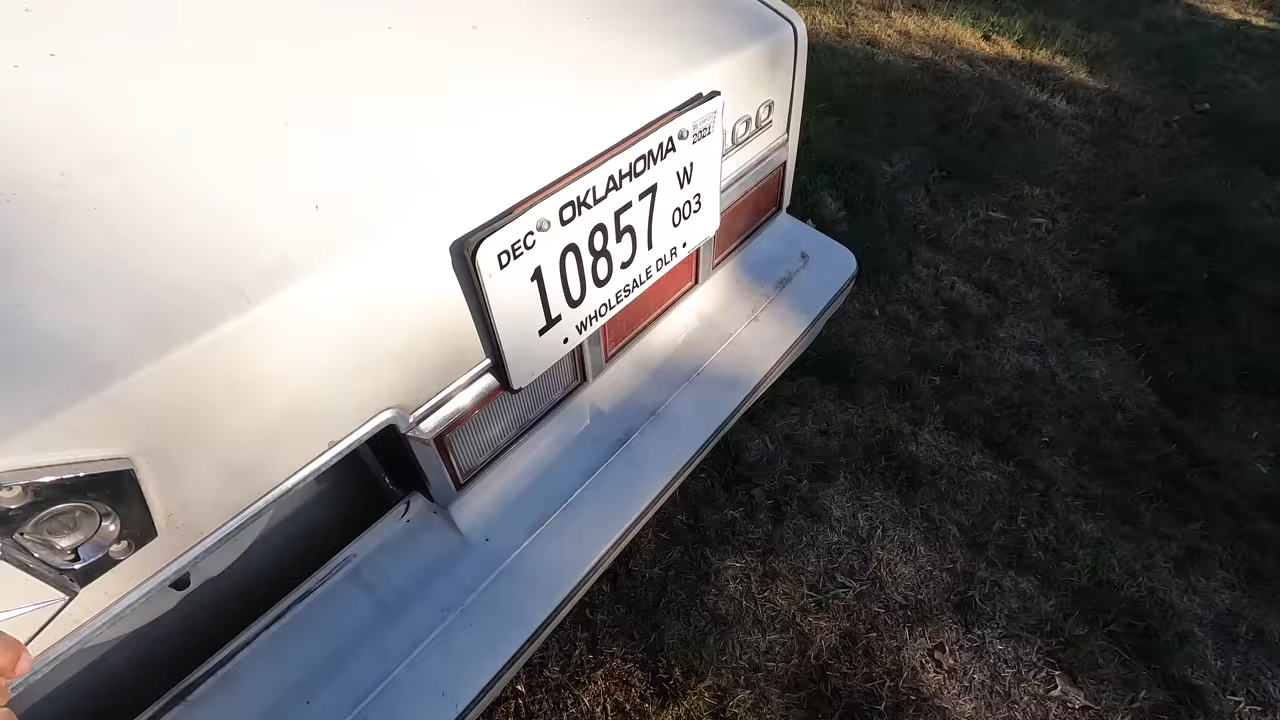 OKLAHOMA
DEC
2021
10857
W
003
• WHOLESALE DLR •